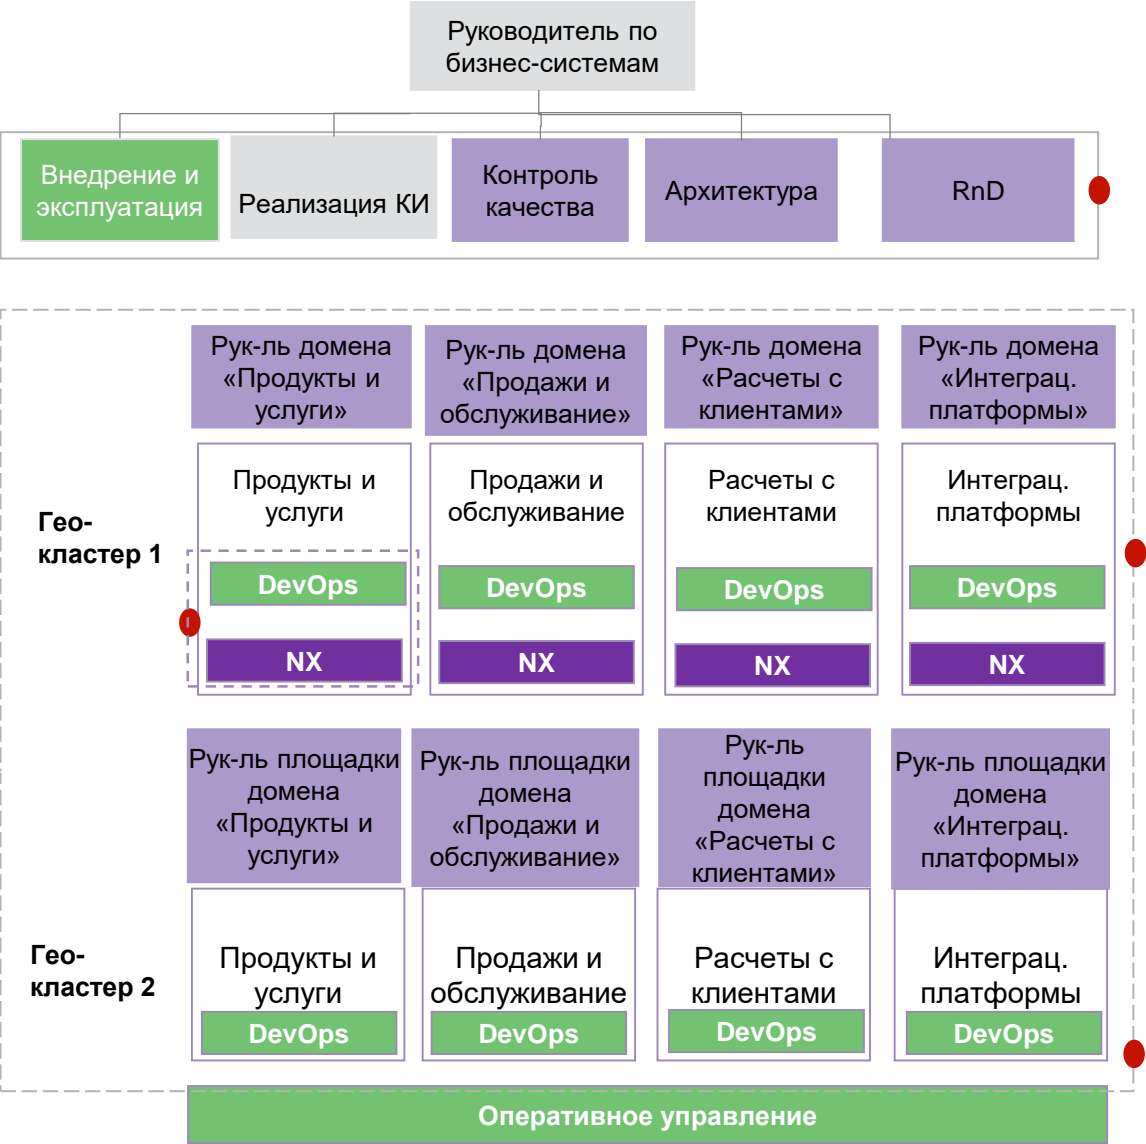 Руководитель по
бизнес-системам
Внедрение и
эксплуатация
Реализация КИ
Контроль
качества
Архитектура
RnD
Рук-ль домена
«Продукты и
услуги»
Рук-ль домена
«Продажи и
обслуживание»
Рук-ль домена
«Расчеты с
клиентами»
Рук-ль домена
«Интеграц.
платформы»
Гео-
кластер 1
Продукты и
услуги
DevOps
NX
Продажи и
обслуживание
DevOps
NX
Расчеты с
клиентами
DevOps
NX
Интеграц.
платформы
DevOps
NX
Рук-ль площадки
домена
«Продукты и
услуги»
Рук-ль площадки
домена
«Продажи и
обслуживание»
Рук-ль
площадки
домена
«Расчеты с
клиентами»
Рук-ль площадки
домена
«Интеграц.
платформы»
Гео-
кластер 2
Продукты и
услуги
DevOps
Продажи и
обслуживание
DevOps
Расчеты с
клиентами
DevOps
Интеграц.
платформы
DevOps
Оперативное управление